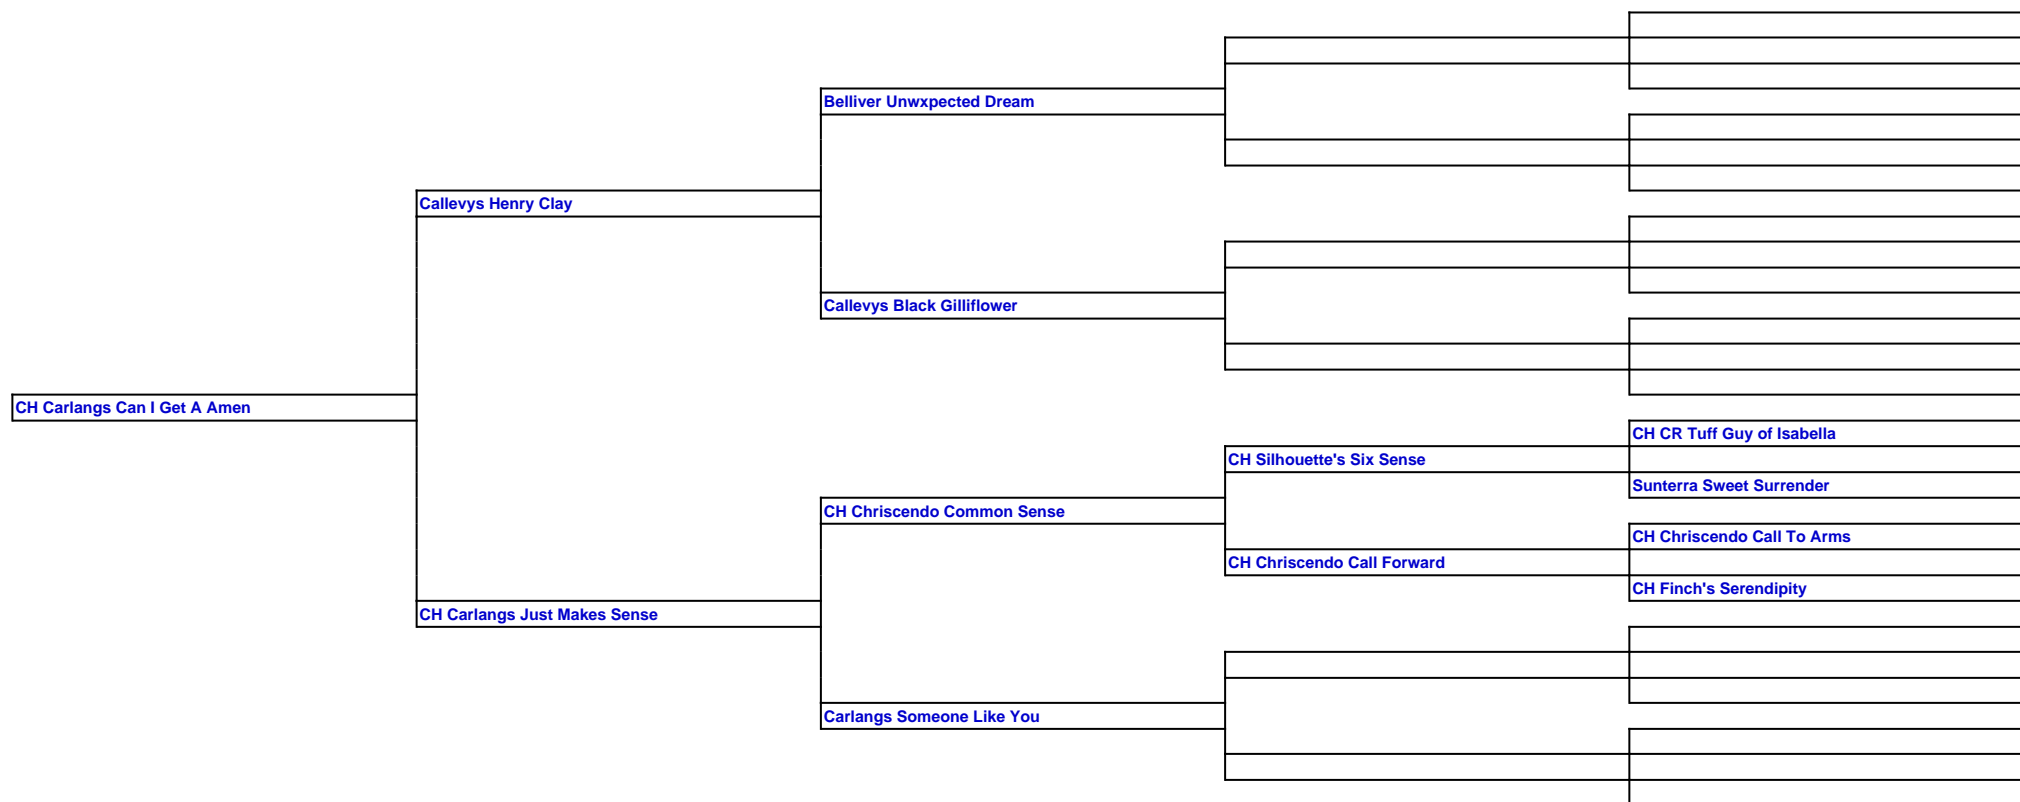 Belliver Unwxpected Dream
Callevys Henry Clay
Callevys Black Gilliflower
CH Carlangs Can I Get A Amen
CH CR Tuff Guy of Isabella
CH Silhouette's Six Sense
Sunterra Sweet Surrender
CH Chriscendo Common Sense
CH Chriscendo Call To Arms
CH Chriscendo Call Forward
CH Finch's Serendipity
CH Carlangs Just Makes Sense
Carlangs Someone Like You